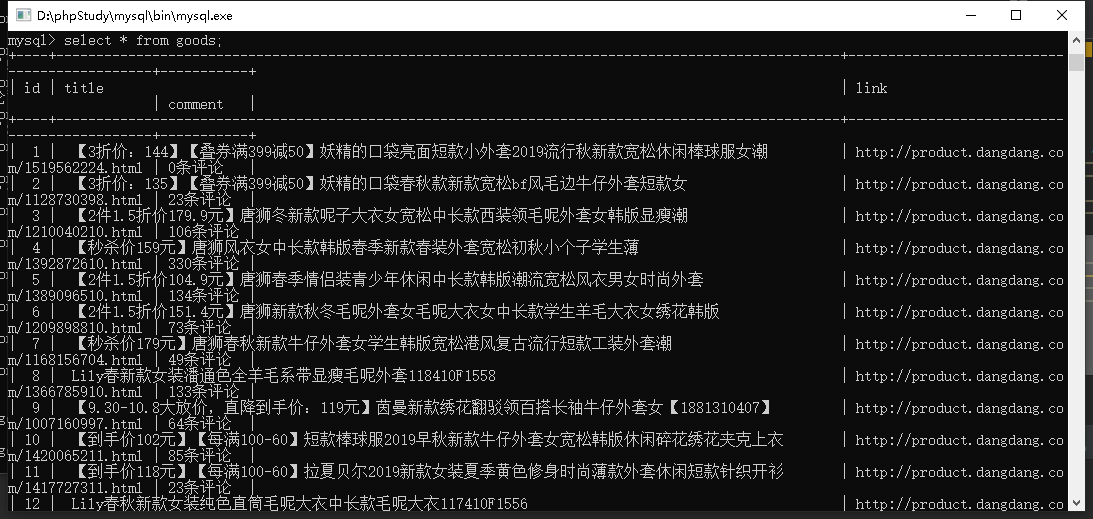 D:\phpStudy\mysql\bin\mysql.exe
mysql> select * from goods;
| id | title | link
| comment |
| 1 | 【3折价：144】【叠券满399减50】妖精的口袋亮面短款小外套2019流行秋新款宽松休闲棒球服女潮 | http://product.dangdang.co
m/1519562224.html | 0条评论 |
| 2 | 【3折价：135】【叠券满399减50】妖精的口袋春秋款新款宽松bf风毛边牛仔外套短款女 | http://product.dangdang.co
m/1128730398.html | 23条评论 |
| 3 | 【2件1.5折价179.9元】唐狮冬新款呢子大衣女宽松中长款西装领毛呢外套女韩版显瘦潮 | http://product.dangdang.co
m/1210040210.html | 106条评论 |
| 4 | 【秒杀价159元】唐狮风衣女中长款韩版春季新款春装外套宽松初秋小个子学生薄 | http://product.dangdang.co
m/1392872610.html | 330条评论 |
| 5 | 【2件1.5折价104.9元】唐狮春季情侣装青少年休闲中长款韩版潮流宽松风衣男女时尚外套 | http://product.dangdang.co
m/1389096510.html | 134条评论 |
| 6 | 【2件1.5折价151.4元】唐狮新款秋冬毛呢外套女毛呢大衣女中长款学生羊毛大衣女绣花韩版 | http://product.dangdang.co
m/1209898810.html | 73条评论 |
| 7 | 【秒杀价179元】唐狮春秋新款牛仔外套女学生韩版宽松港风复古流行短款工装外套潮 | http://product.dangdang.co
m/1168156704.html | 49条评论 |
| 8 | Lily春新款女装潘通色全羊毛系带显瘦毛呢外套118410F1558 | http://product.dangdang.co
m/1366785910.html | 133条评论 |
| 9 | 【9.30-10.8大放价，直降到手价：119元】茵曼新款绣花翻驳领百搭长袖牛仔外套女【1881310407】 | http://product.dangdang.co
m/1007160997.html | 64条评论 |
| 10 | 【到手价102元】【每满100-60】短款棒球服2019早秋新款牛仔外套女宽松韩版休闲碎花绣花夹克上衣 | http://product.dangdang.co
m/1420065211.html | 85条评论 |
| 11 | 【到手价118元】【每满100-60】拉夏贝尔2019新款女装夏季黄色修身时尚薄款外套休闲短款针织开衫 | http://product.dangdang.co
m/1417727311.html | 23条评论 |
| 12 | Lily春秋新款女装纯色直筒毛呢大衣中长款毛呢大衣117410F1556 | http://product.dangdang.co